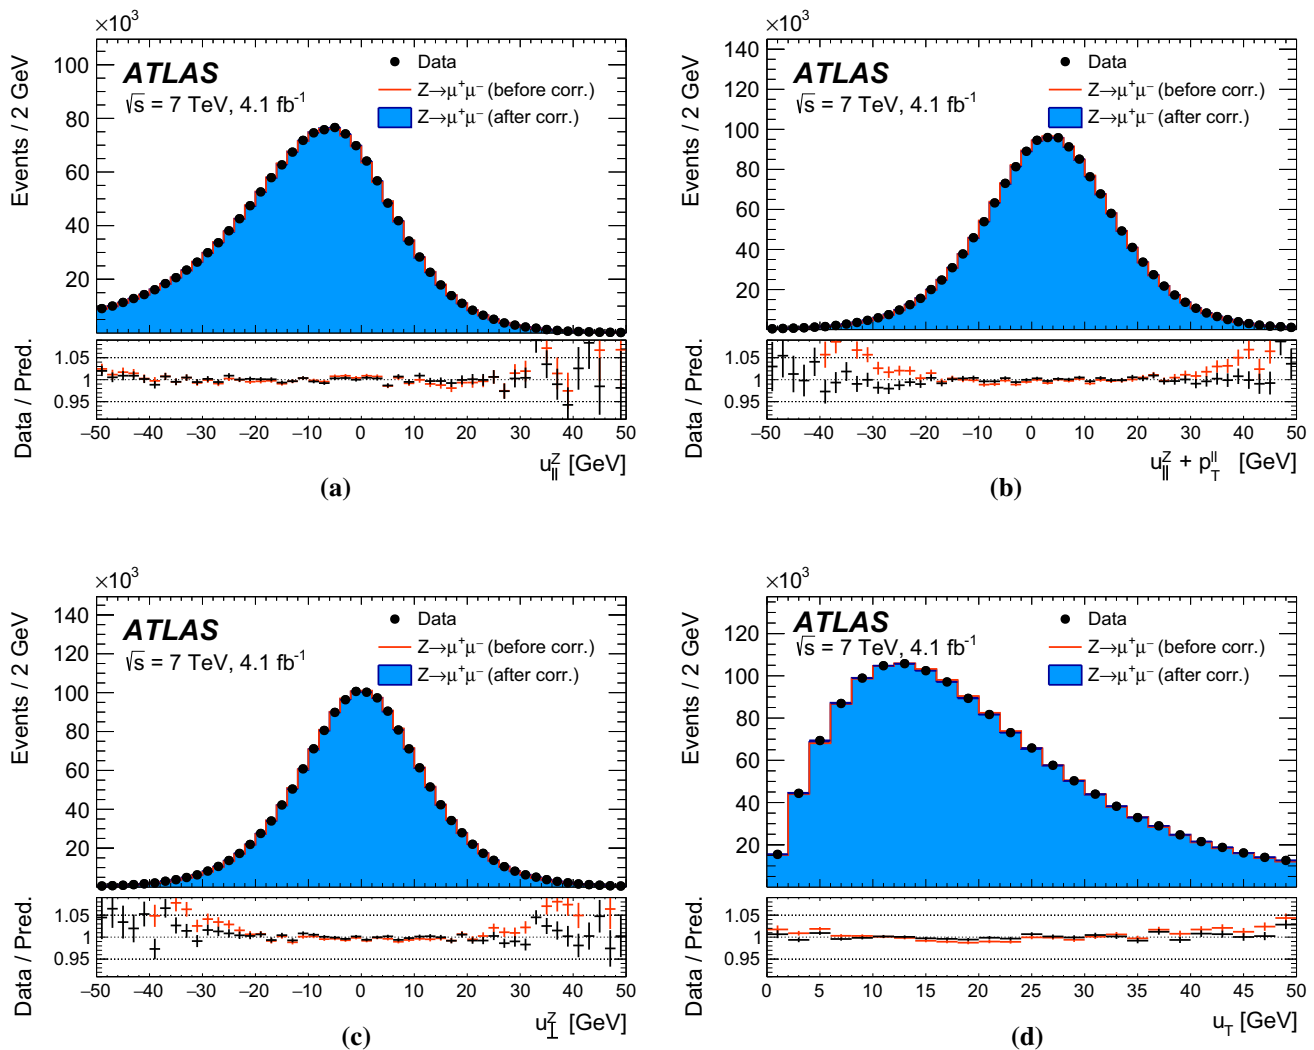 ×10³
Events / 2 GeV
100
80
60
40
20
ATLAS
√s = 7 TeV, 4.1 fb⁻¹
Data
Z→μ⁺μ⁻ (before corr.)
Z→μ⁺μ⁻ (after corr.)
Data / Pred.
1.05
1
0.95
−50 −40 −30 −20 −10 0 10 20 30 40 50
u∥ᶻ [GeV]
(a)
×10³
Events / 2 GeV
140
120
100
80
60
40
20
ATLAS
√s = 7 TeV, 4.1 fb⁻¹
Data
Z→μ⁺μ⁻ (before corr.)
Z→μ⁺μ⁻ (after corr.)
Data / Pred.
1.05
1
0.95
−50 −40 −30 −20 −10 0 10 20 30 40 50
u∥ᶻ + p_T^ll [GeV]
(b)
×10³
Events / 2 GeV
140
120
100
80
60
40
20
ATLAS
√s = 7 TeV, 4.1 fb⁻¹
Data
Z→μ⁺μ⁻ (before corr.)
Z→μ⁺μ⁻ (after corr.)
Data / Pred.
1.05
1
0.95
−50 −40 −30 −20 −10 0 10 20 30 40 50
u⊥ᶻ [GeV]
(c)
×10³
Events / 2 GeV
120
100
80
60
40
20
ATLAS
√s = 7 TeV, 4.1 fb⁻¹
Data
Z→μ⁺μ⁻ (before corr.)
Z→μ⁺μ⁻ (after corr.)
Data / Pred.
1.05
1
0.95
0 5 10 15 20 25 30 35 40 45 50
u_T [GeV]
(d)